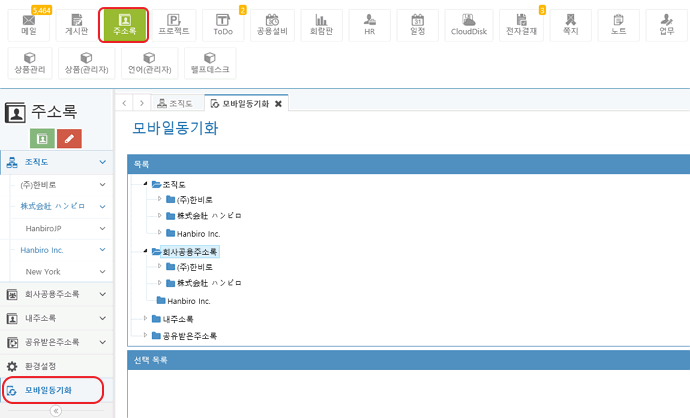 5,464 2 3
메일 게시판 주소록 프로젝트 ToDo 공용설비 회람판 HR 일정 CloudDisk 전자결재 쪽지 노트 업무
상품관리 상품(관리자) 언어(관리자) 헬프데스크
주소록
조직도
(주)한비로
株式会社 ハンビロ
HanbiroJP
Hanbiro Inc.
New York
회사공용주소록
내주소록
공유받은주소록
환경설정
모바일동기화
조직도 모바일동기화
모바일동기화
목록
조직도
(주)한비로
株式会社 ハンビロ
Hanbiro Inc.
회사공용주소록
(주)한비로
株式会社 ハンビロ
Hanbiro Inc.
내주소록
공유받은주소록
선택 목록